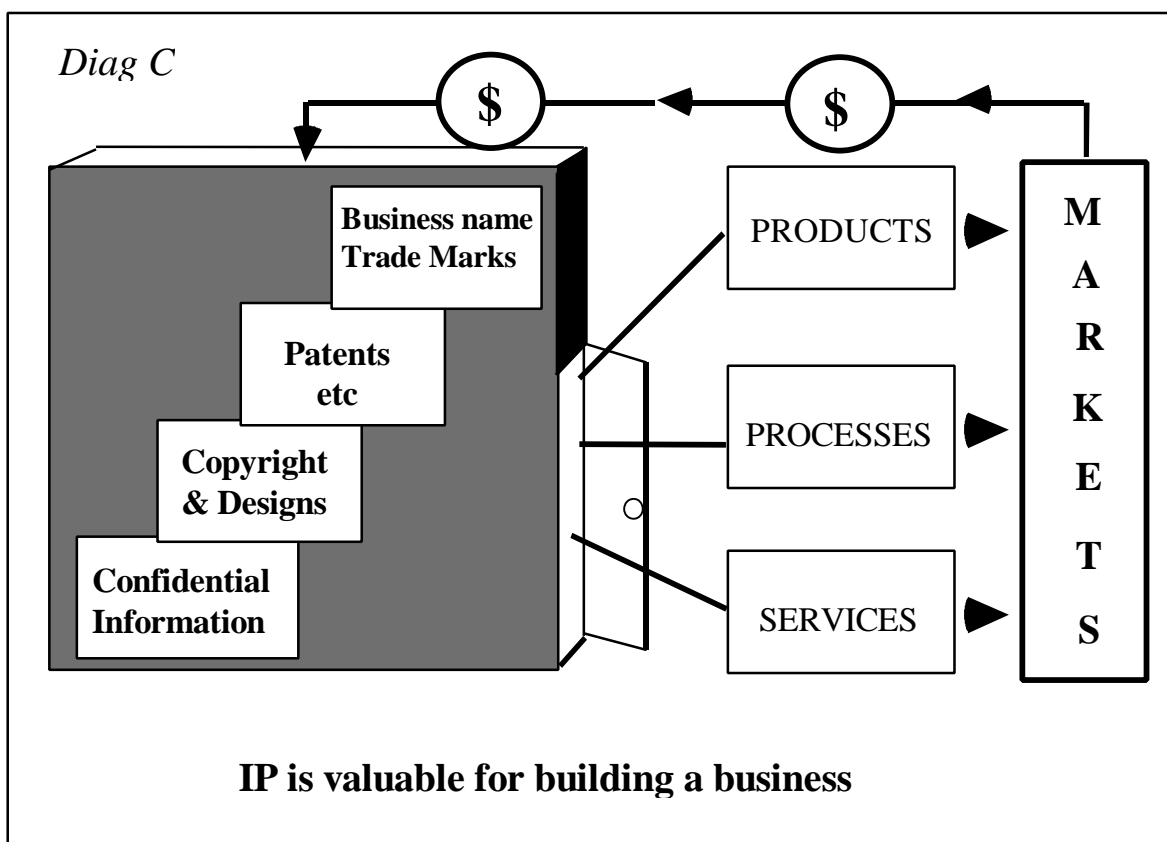 Diag C
$
$
Business name
Trade Marks
Patents
etc
Copyright
& Designs
Confidential
Information
PRODUCTS
PROCESSES
SERVICES
M
A
R
K
E
T
S
IP is valuable for building a business